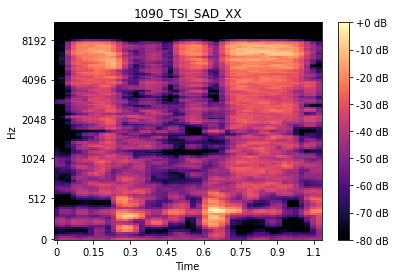 1090_TSI_SAD_XX
+0 dB
8192
-10 dB
4096
-20 dB
-30 dB
2048
Hz
-40 dB
1024
-50 dB
512
-60 dB
-70 dB
0
-80 dB
0 0.15 0.3 0.45 0.6 0.75 0.9 1.1
Time